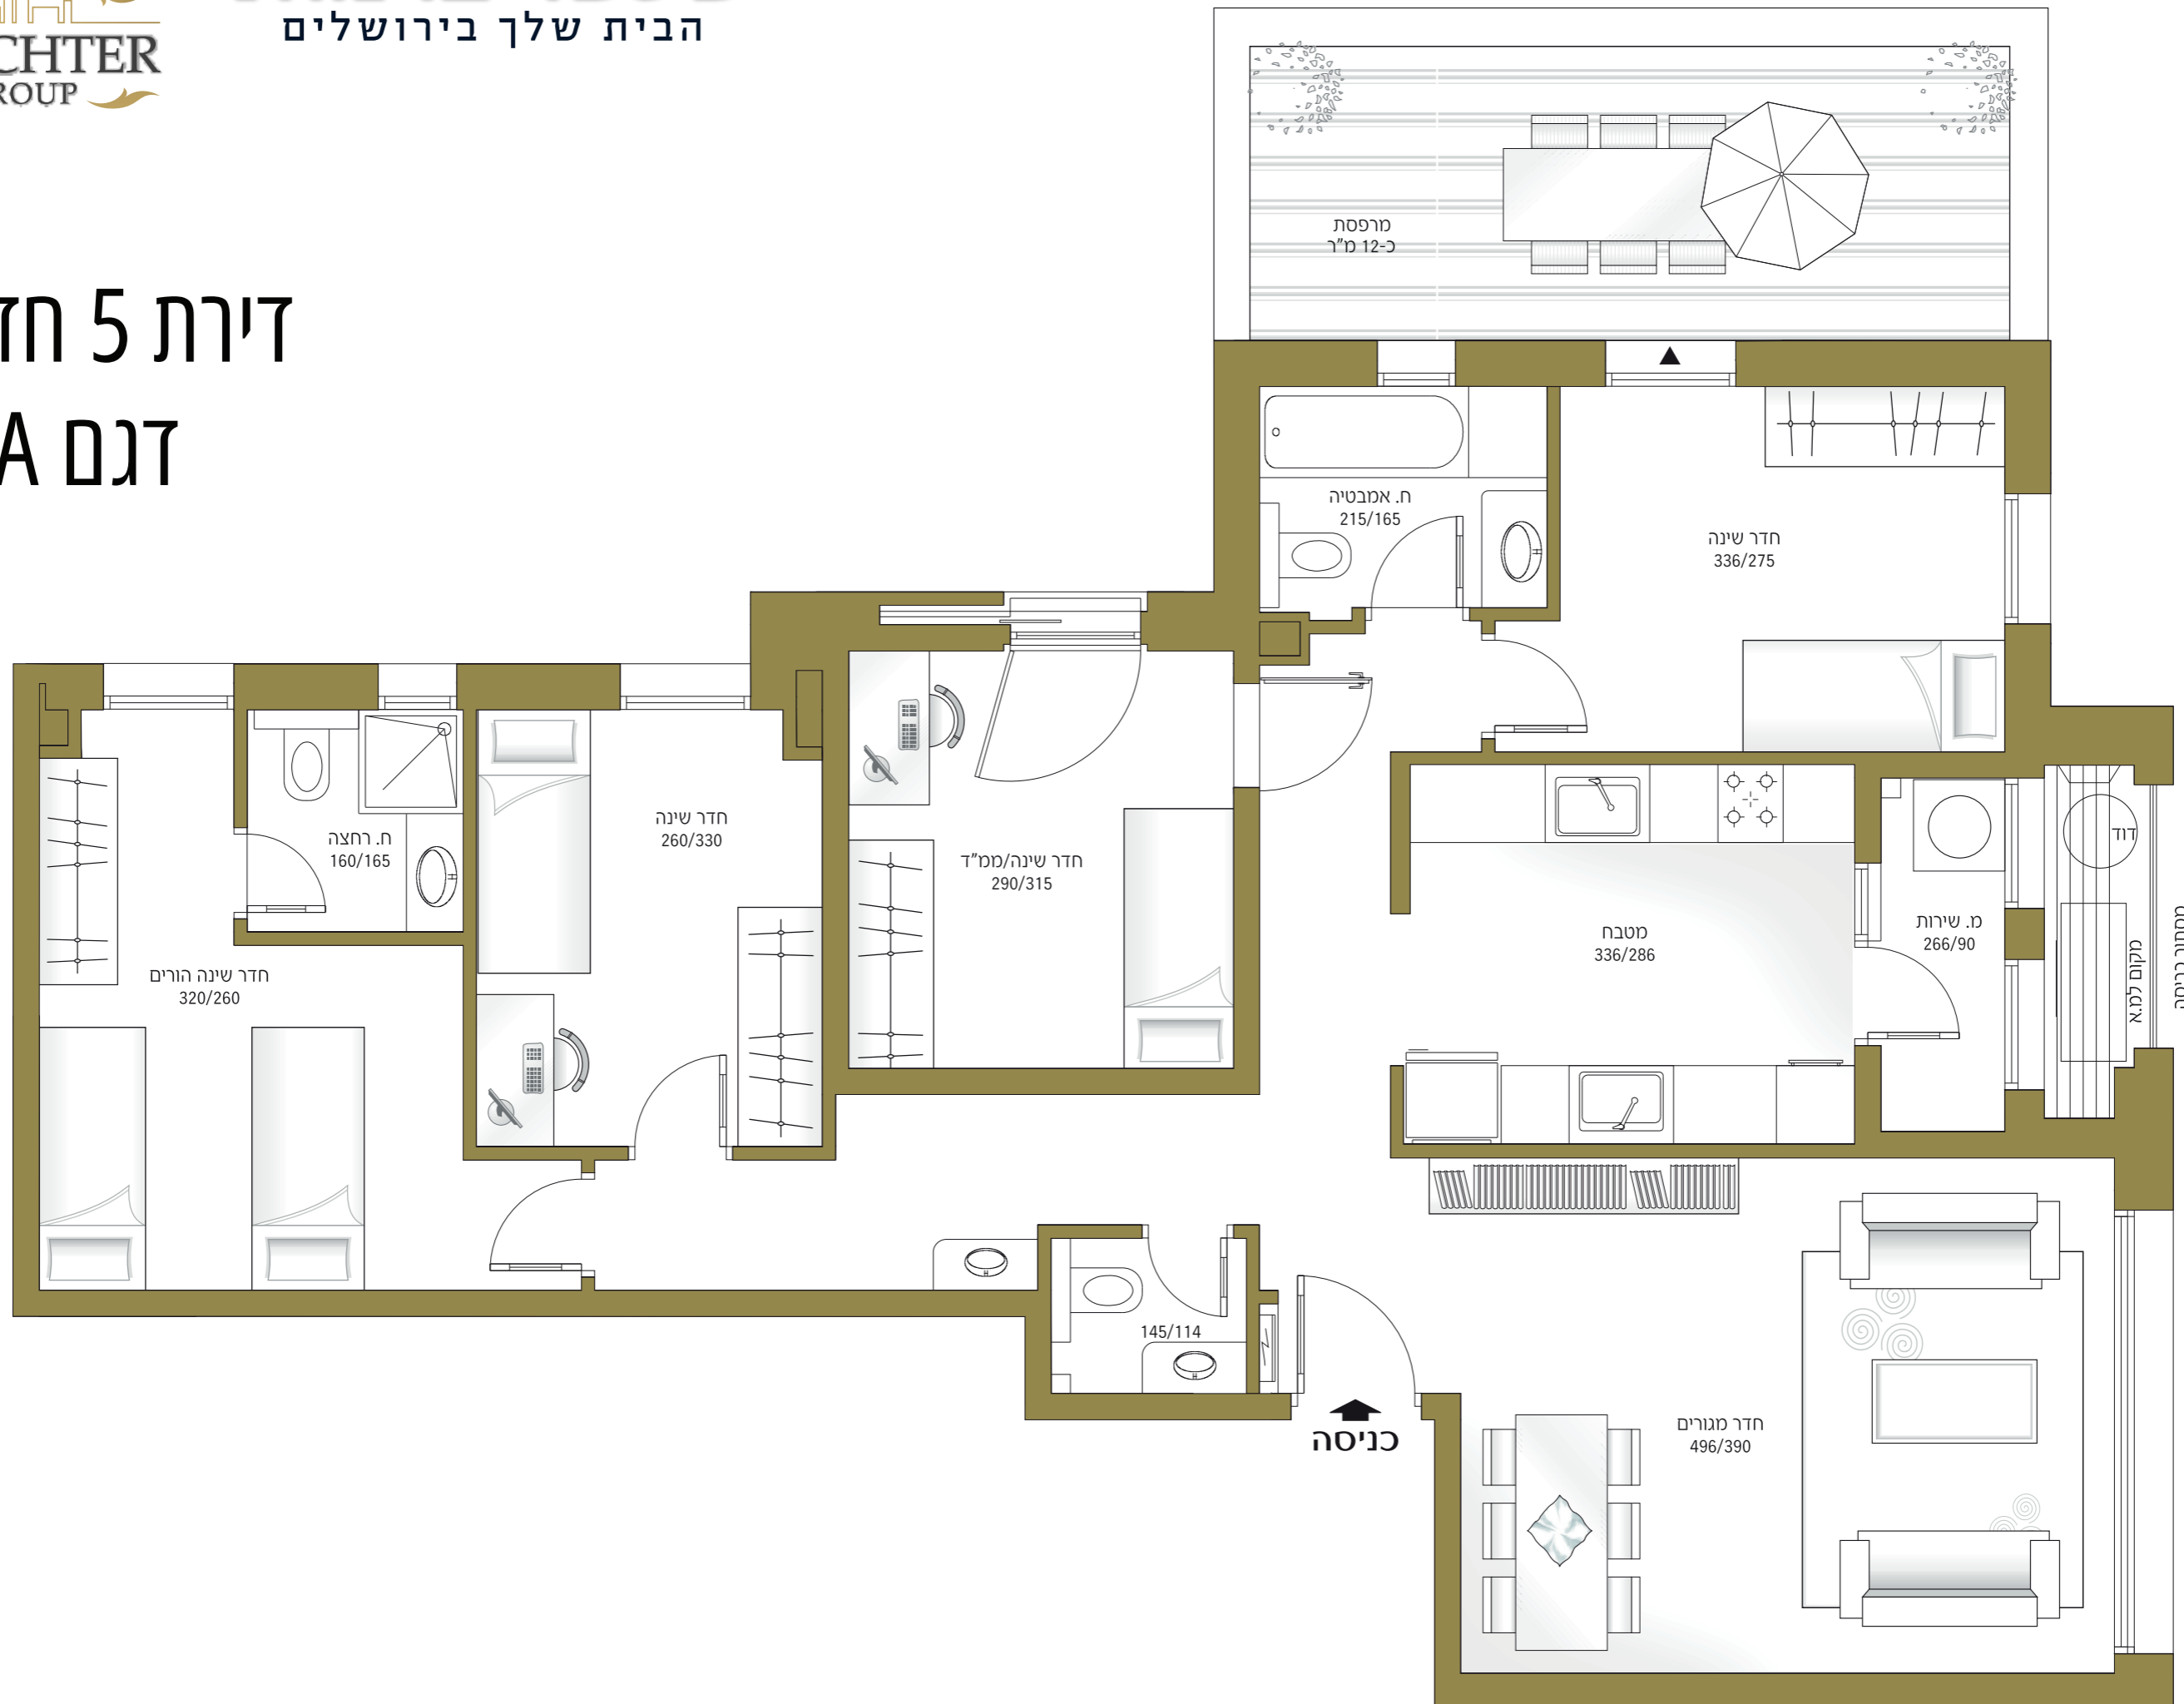 הבית שלך בירושלים
CHTER
ROUP
דירת 5
דגם A
מרפסת
כ-12 מ"ר
ח. אמבטיה
215/165
חדר שינה
336/275
ח. רחצה
160/165
חדר שינה
260/330
חדר שינה/ממ"ד
290/315
דוד
מטבח
336/286
מ. שירות
266/90
מקום למ.א
מסתור כביסה
חדר שינה הורים
320/260
145/114
כניסה
חדר מגורים
496/390